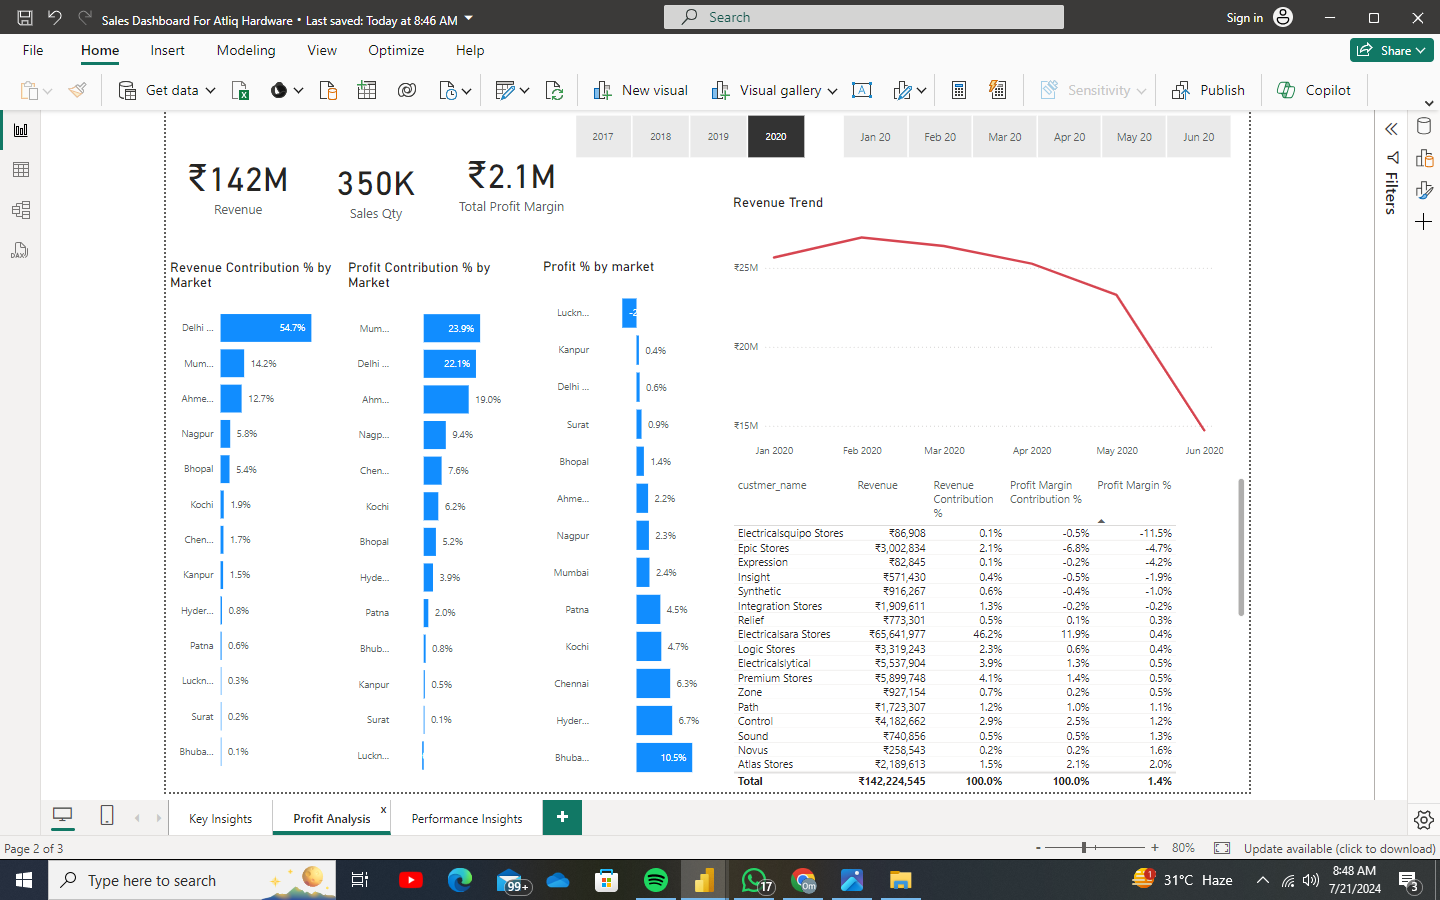 Sales Dashboard For Atliq Hardware • Last saved: Today at 8:46 AM
Search
Sign in
File Home Insert Modeling View Optimize Help
Share
Get data
New visual
Visual gallery
Sensitivity
Publish
Copilot
2017 2018 2019 2020
Jan 20 Feb 20 Mar 20 Apr 20 May 20 Jun 20
Filters
₹142M
Revenue
350K
Sales Qty
₹2.1M
Total Profit Margin
Revenue Contribution % by
Market
Delhi ... 54.7%
Mum... 14.2%
Ahme... 12.7%
Nagpur 5.8%
Bhopal 5.4%
Kochi 1.9%
Chen... 1.7%
Kanpur 1.5%
Hyder... 0.8%
Patna 0.6%
Luckn... 0.3%
Surat 0.2%
Bhuba... 0.1%
Profit Contribution % by
Market
Mum... 23.9%
Delhi ... 22.1%
Ahm... 19.0%
Nagp... 9.4%
Chen... 7.6%
Kochi 6.2%
Bhopal 5.2%
Hyde... 3.9%
Patna 2.0%
Bhub... 0.8%
Kanpur 0.5%
Surat 0.1%
Luckn...
Profit % by market
Luckn... -2
Kanpur 0.4%
Delhi ... 0.6%
Surat 0.9%
Bhopal 1.4%
Ahme... 2.2%
Nagpur 2.3%
Mumbai 2.4%
Patna 4.5%
Kochi 4.7%
Chennai 6.3%
Hyder... 6.7%
Bhuba... 10.5%
Revenue Trend
₹25M
₹20M
₹15M
Jan 2020 Feb 2020 Mar 2020 Apr 2020 May 2020 Jun 2020
custmer_name Revenue Revenue Contribution % Profit Margin Contribution % Profit Margin %
Electricalsquipo Stores ₹86,908 0.1% -0.5% -11.5%
Epic Stores ₹3,002,834 2.1% -6.8% -4.7%
Expression ₹82,845 0.1% -0.2% -4.2%
Insight ₹571,430 0.4% -0.5% -1.9%
Synthetic ₹916,267 0.6% -0.4% -1.0%
Integration Stores ₹1,909,611 1.3% -0.2% -0.2%
Relief ₹773,301 0.5% 0.1% 0.3%
Electricalsara Stores ₹65,641,977 46.2% 11.9% 0.4%
Logic Stores ₹3,319,243 2.3% 0.6% 0.4%
Electricalslytical ₹5,537,904 3.9% 1.3% 0.5%
Premium Stores ₹5,899,748 4.1% 1.4% 0.5%
Zone ₹927,154 0.7% 0.2% 0.5%
Path ₹1,723,307 1.2% 1.0% 1.1%
Control ₹4,182,662 2.9% 2.5% 1.2%
Sound ₹740,856 0.5% 0.5% 1.3%
Novus ₹258,543 0.2% 0.2% 1.6%
Atlas Stores ₹2,189,613 1.5% 2.1% 2.0%
Total ₹142,224,545 100.0% 100.0% 1.4%
Key Insights
Profit Analysis x
Performance Insights
+
Page 2 of 3
- + 80%
Update available (click to download)
Type here to search
99+
17
Om
1
31°C Haze
8:48 AM
7/21/2024
3